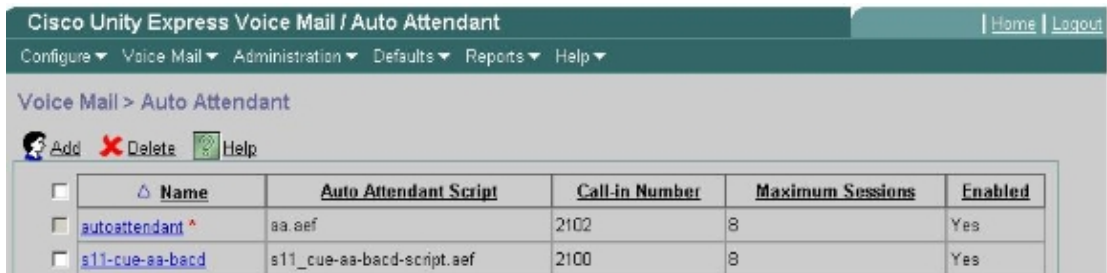 Cisco Unity Express Voice Mail / Auto Attendant
Home | Logout
Configure Voice Mail Administration Defaults Reports Help
Voice Mail > Auto Attendant
Add Delete ? Help
Name Auto Attendant Script Call-in Number Maximum Sessions Enabled
autoattendant * aa.aef 2102 8 Yes
s11-cue-aa-bacd s11_cue-aa-bacd-script.aef 2100 8 Yes